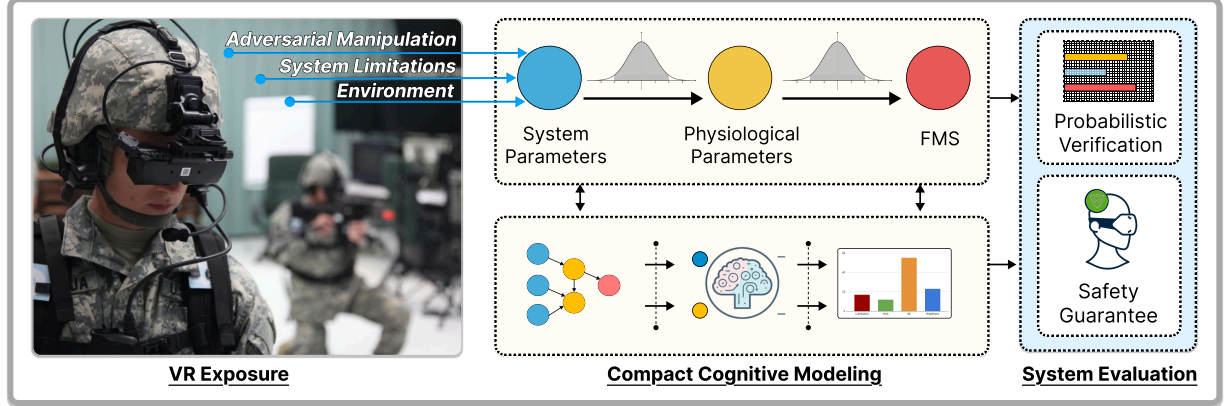 Adversarial Manipulation
System Limitations
Environment
System
Parameters
Physiological
Parameters
FMS
Probabilistic
Verification
Safety
Guarantee
VR Exposure
Compact Cognitive Modeling
System Evaluation